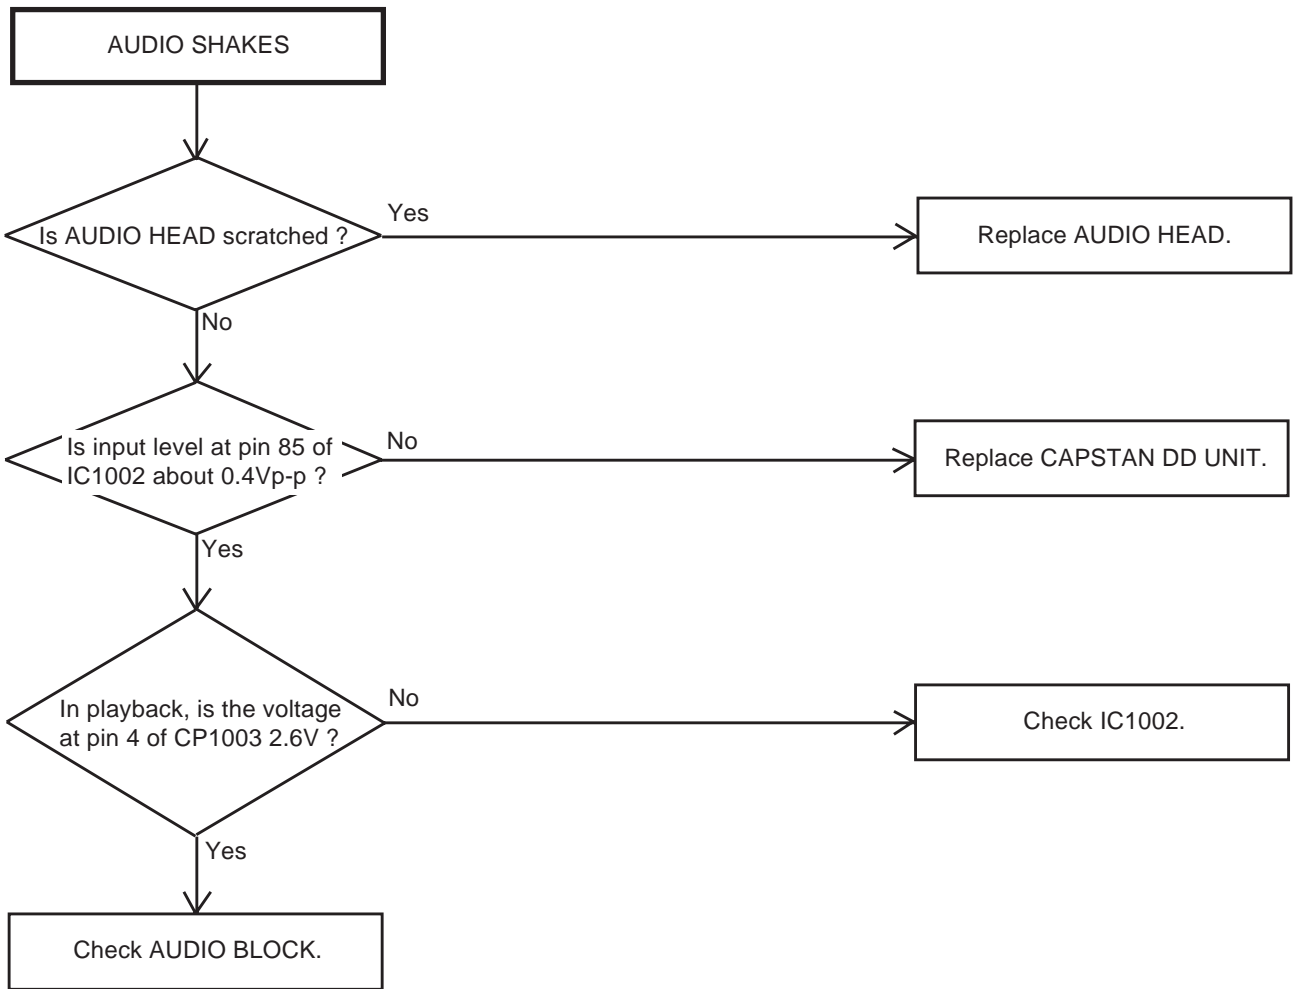 AUDIO SHAKES
Is AUDIO HEAD scratched ?
Yes
Replace AUDIO HEAD.
No
Is input level at pin 85 of
IC1002 about 0.4Vp-p ?
No
Replace CAPSTAN DD UNIT.
Yes
In playback, is the voltage
at pin 4 of CP1003 2.6V ?
No
Check IC1002.
Yes
Check AUDIO BLOCK.